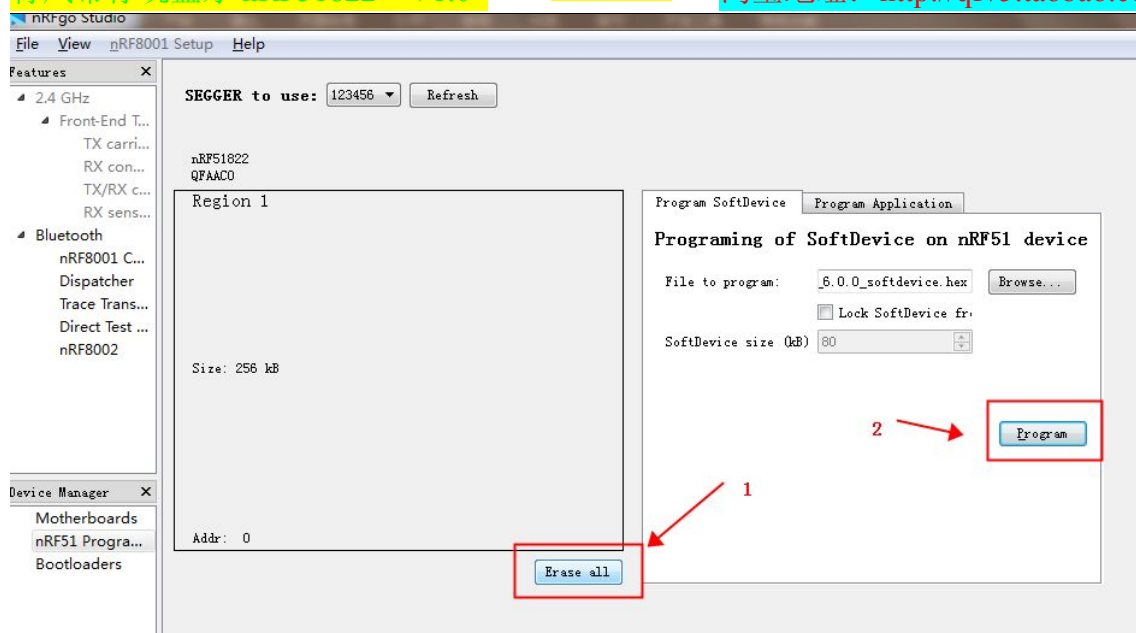 nRFgo Studio
File View nRF8001 Setup Help
Features X
2.4 GHz
Front-End T...
TX carri...
RX con...
TX/RX c...
RX sens...
Bluetooth
nRF8001 C...
Dispatcher
Trace Trans...
Direct Test ...
nRF8002
Device Manager X
Motherboards
nRF51 Progra...
Bootloaders
SEGGER to use: 123456 Refresh
nRF51822
QFAAC0
Region 1
Size: 256 kB
Addr: 0
Erase all
Program SoftDevice Program Application
Programing of SoftDevice on nRF51 device
File to program: _6.0.0_softdevice.hex Browse...
Lock SoftDevice fr
SoftDevice size (kB) 80
2
Program
1